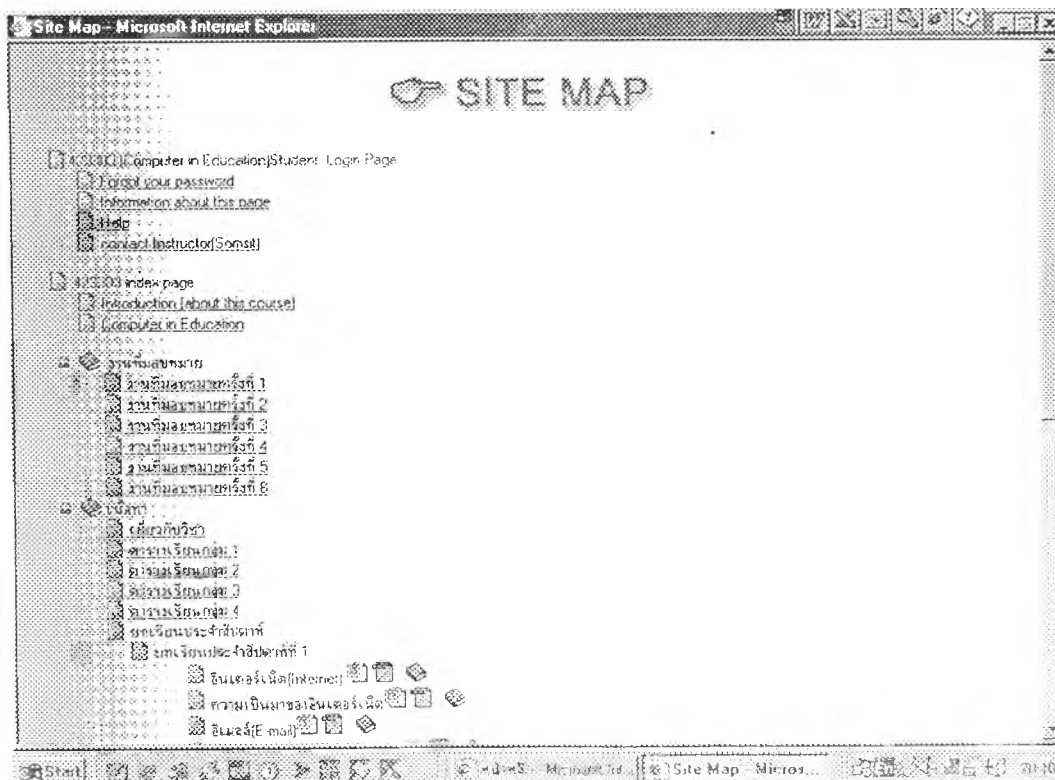 Site Map - Microsoft Internet Explorer
SITE MAP
(Computer in Education)Student Login Page
Forgot your password
Information about this page
Help
contact Instructor(Somsit)
index page
Introduction (about this course)
Computer in Education
งานที่มอบหมาย
งานที่มอบหมายครั้งที่ 1
งานที่มอบหมายครั้งที่ 2
งานที่มอบหมายครั้งที่ 3
งานที่มอบหมายครั้งที่ 4
งานที่มอบหมายครั้งที่ 5
งานที่มอบหมายครั้งที่ 6
เนื้อหา
เกี่ยวกับวิชา
ตารางเรียนกลุ่ม 1
ตารางเรียนกลุ่ม 2
ตารางเรียนกลุ่ม 3
ตารางเรียนกลุ่ม 4
บทเรียนประจำสัปดาห์
บทเรียนประจำสัปดาห์ที่ 1
อินเตอร์เน็ต(internet)
ความเป็นมาของอินเตอร์เน็ต
อีเมล์(E-mail)
Start
Site Map - Micros...